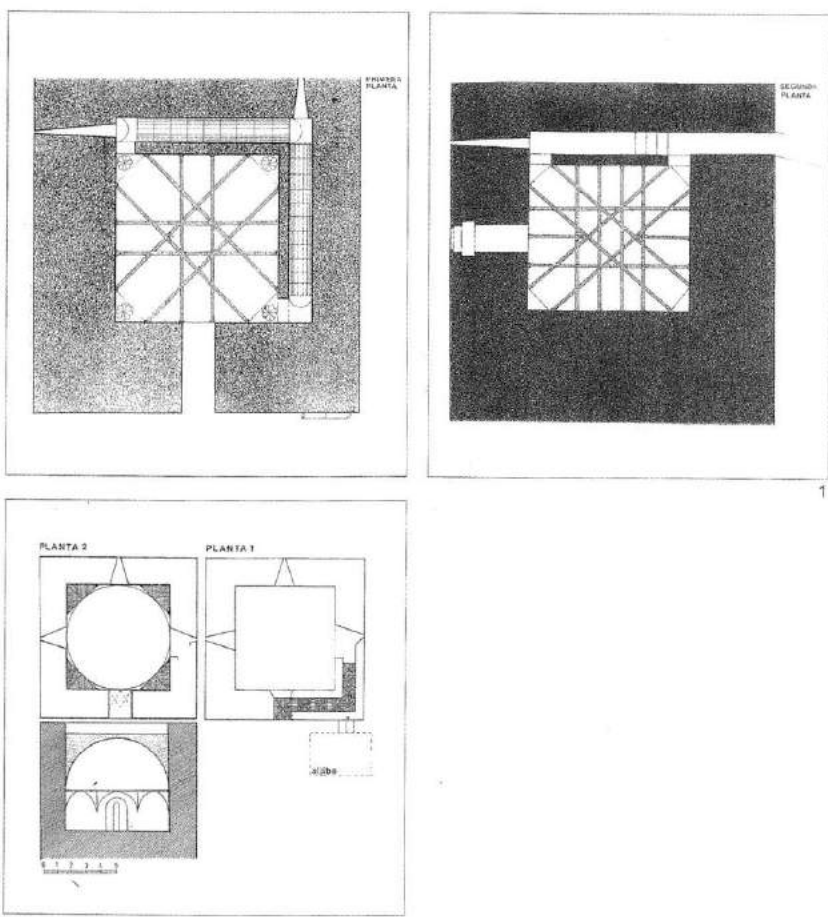 PRIMERA
PLANTA
SEGUNDA
PLANTA
1
PLANTA 2
PLANTA 1
aljibe
0 1 2 3 4 5